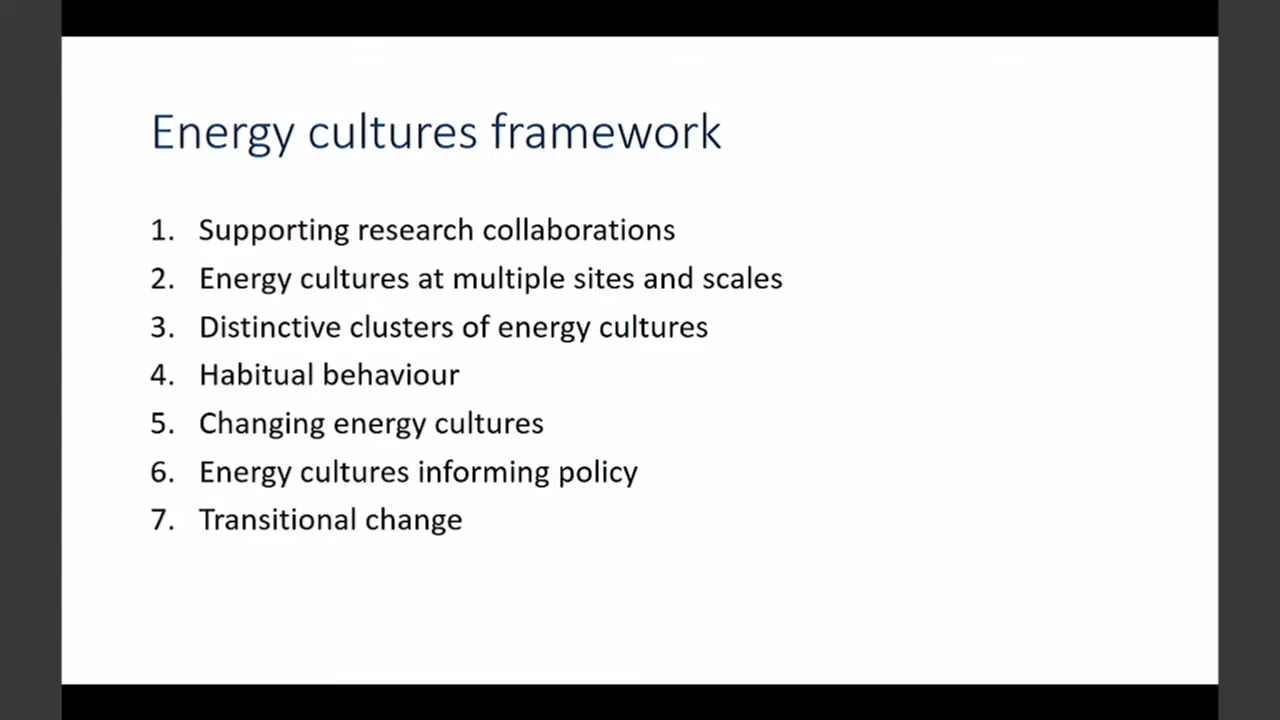 Energy cultures framework
1. Supporting research collaborations
2. Energy cultures at multiple sites and scales
3. Distinctive clusters of energy cultures
4. Habitual behaviour
5. Changing energy cultures
6. Energy cultures informing policy
7. Transitional change